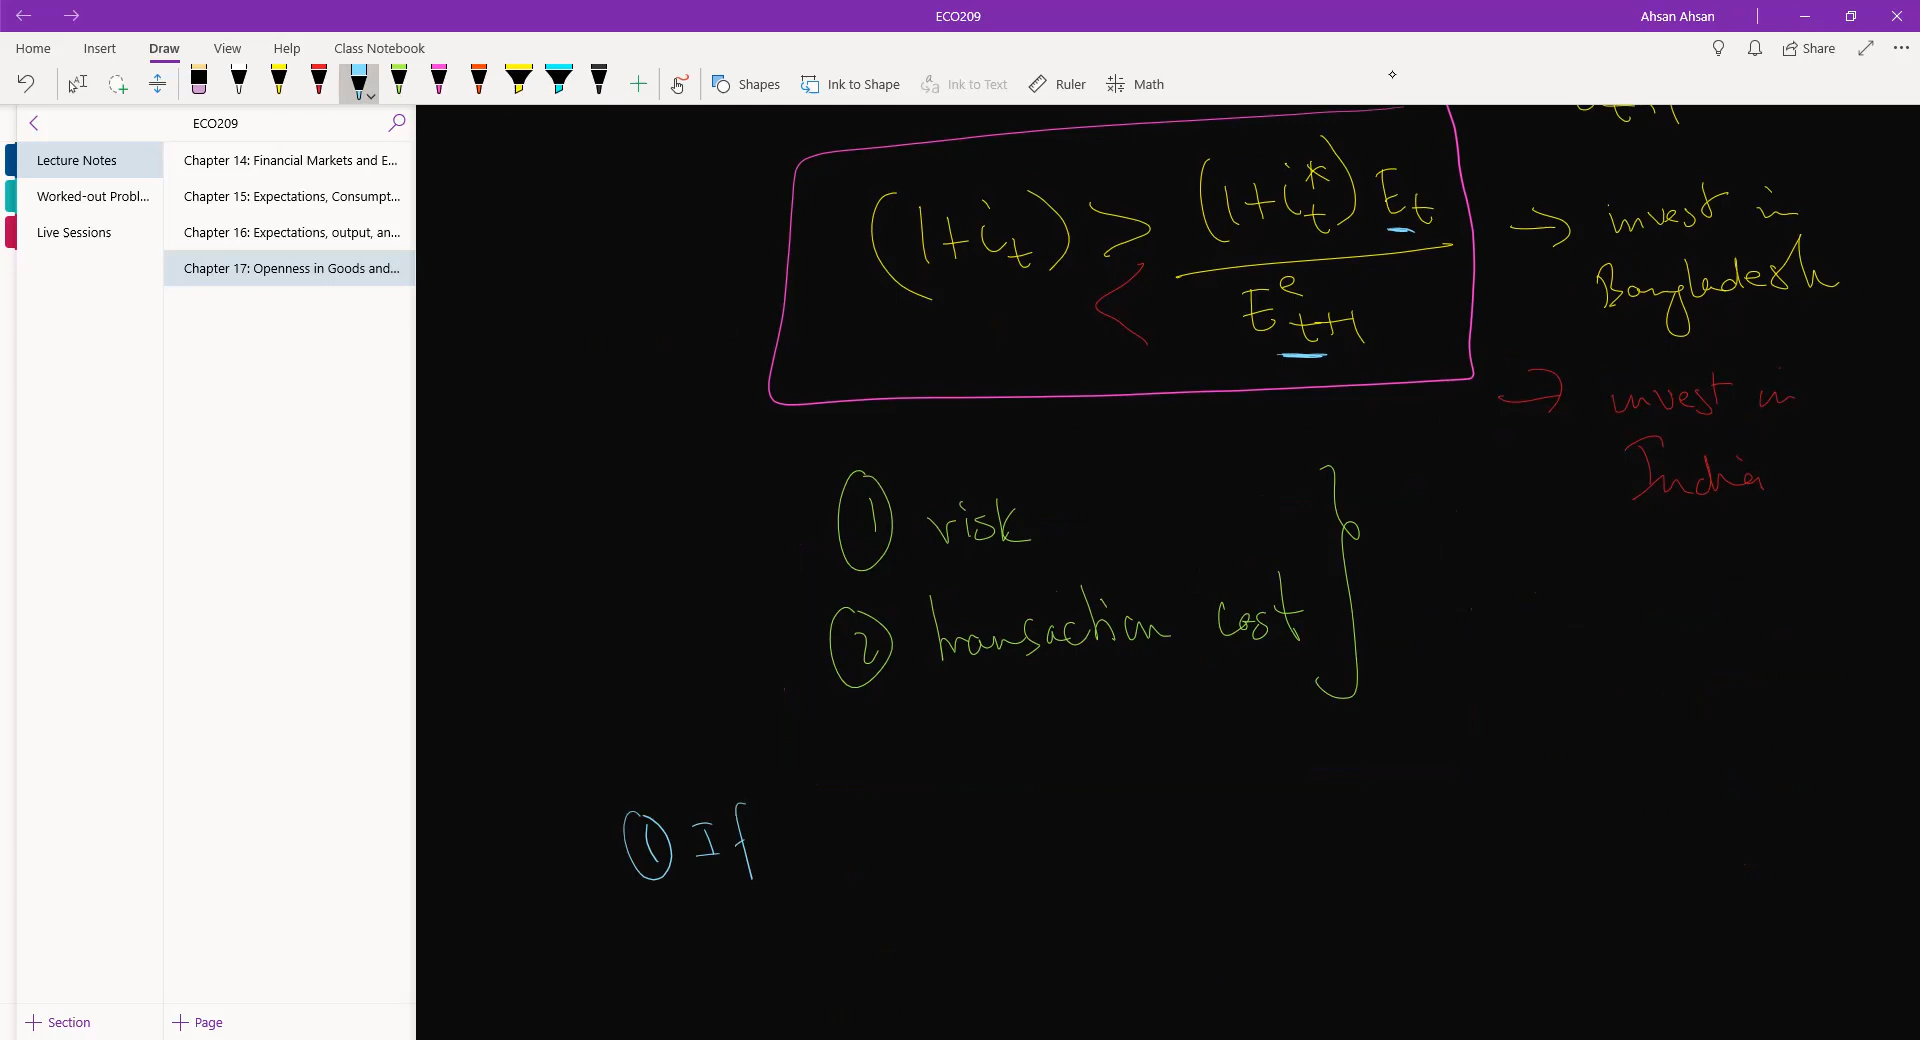 ECO209
Ahsan Ahsan
Home Insert Draw View Help Class Notebook
Share
Shapes Ink to Shape Ink to Text Ruler Math
ECO209
Lecture Notes
Worked-out Probl...
Live Sessions
Chapter 14: Financial Markets and E...
Chapter 15: Expectations, Consumpt...
Chapter 16: Expectations, output, an...
Chapter 17: Openness in Goods and...
t+1
(1+i_t) > (1+i*_t) E_t / E^e_t+1 → invest in
Bangladesh
< → invest in
India
① risk
② transaction cost
① If
+ Section
+ Page